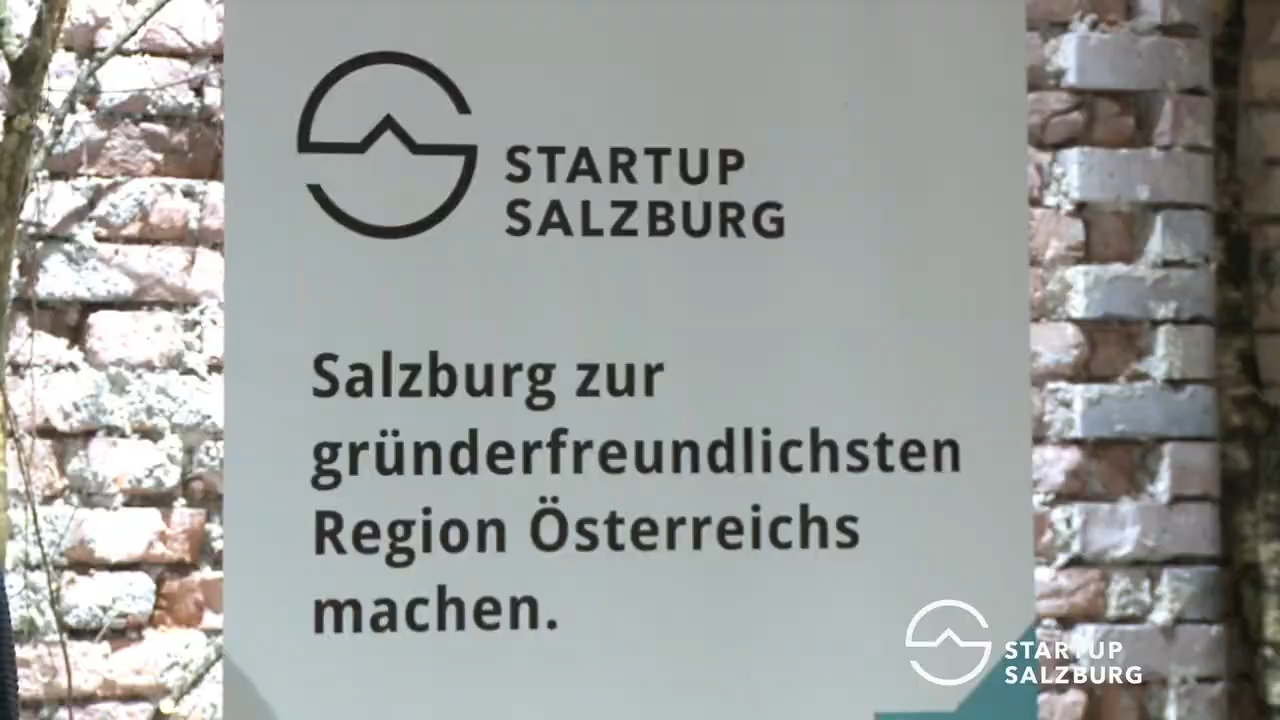 STARTUP
SALZBURG
Salzburg zur
gründerfreundlichsten
Region Österreichs
machen.
STARTUP
SALZBURG